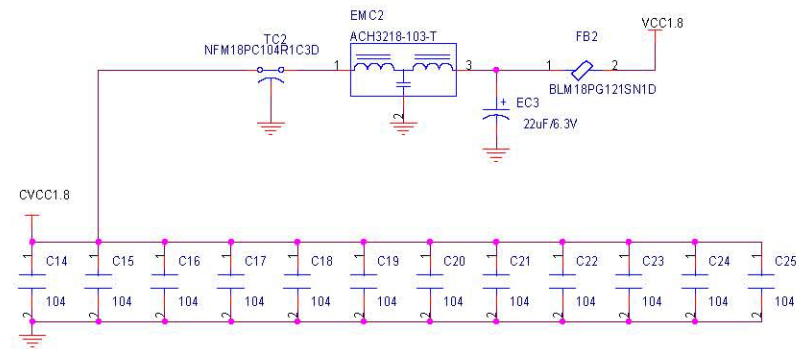 EMC2
TC2
ACH3218-103-T
NFM18PC104R1C3D
VCC1.8
FB2
1
3
1
2
BLM18PG121SN1D
2
+
EC3
22uF/6.3V
CVCC1.8
1 C14 1 C15 1 C16 1 C17 1 C18 1 C19 1 C20 1 C21 1 C22 1 C23 1 C24 1 C25
104 104 104 104 104 104 104 104 104 104 104 104
2 2 2 2 2 2 2 2 2 2 2 2